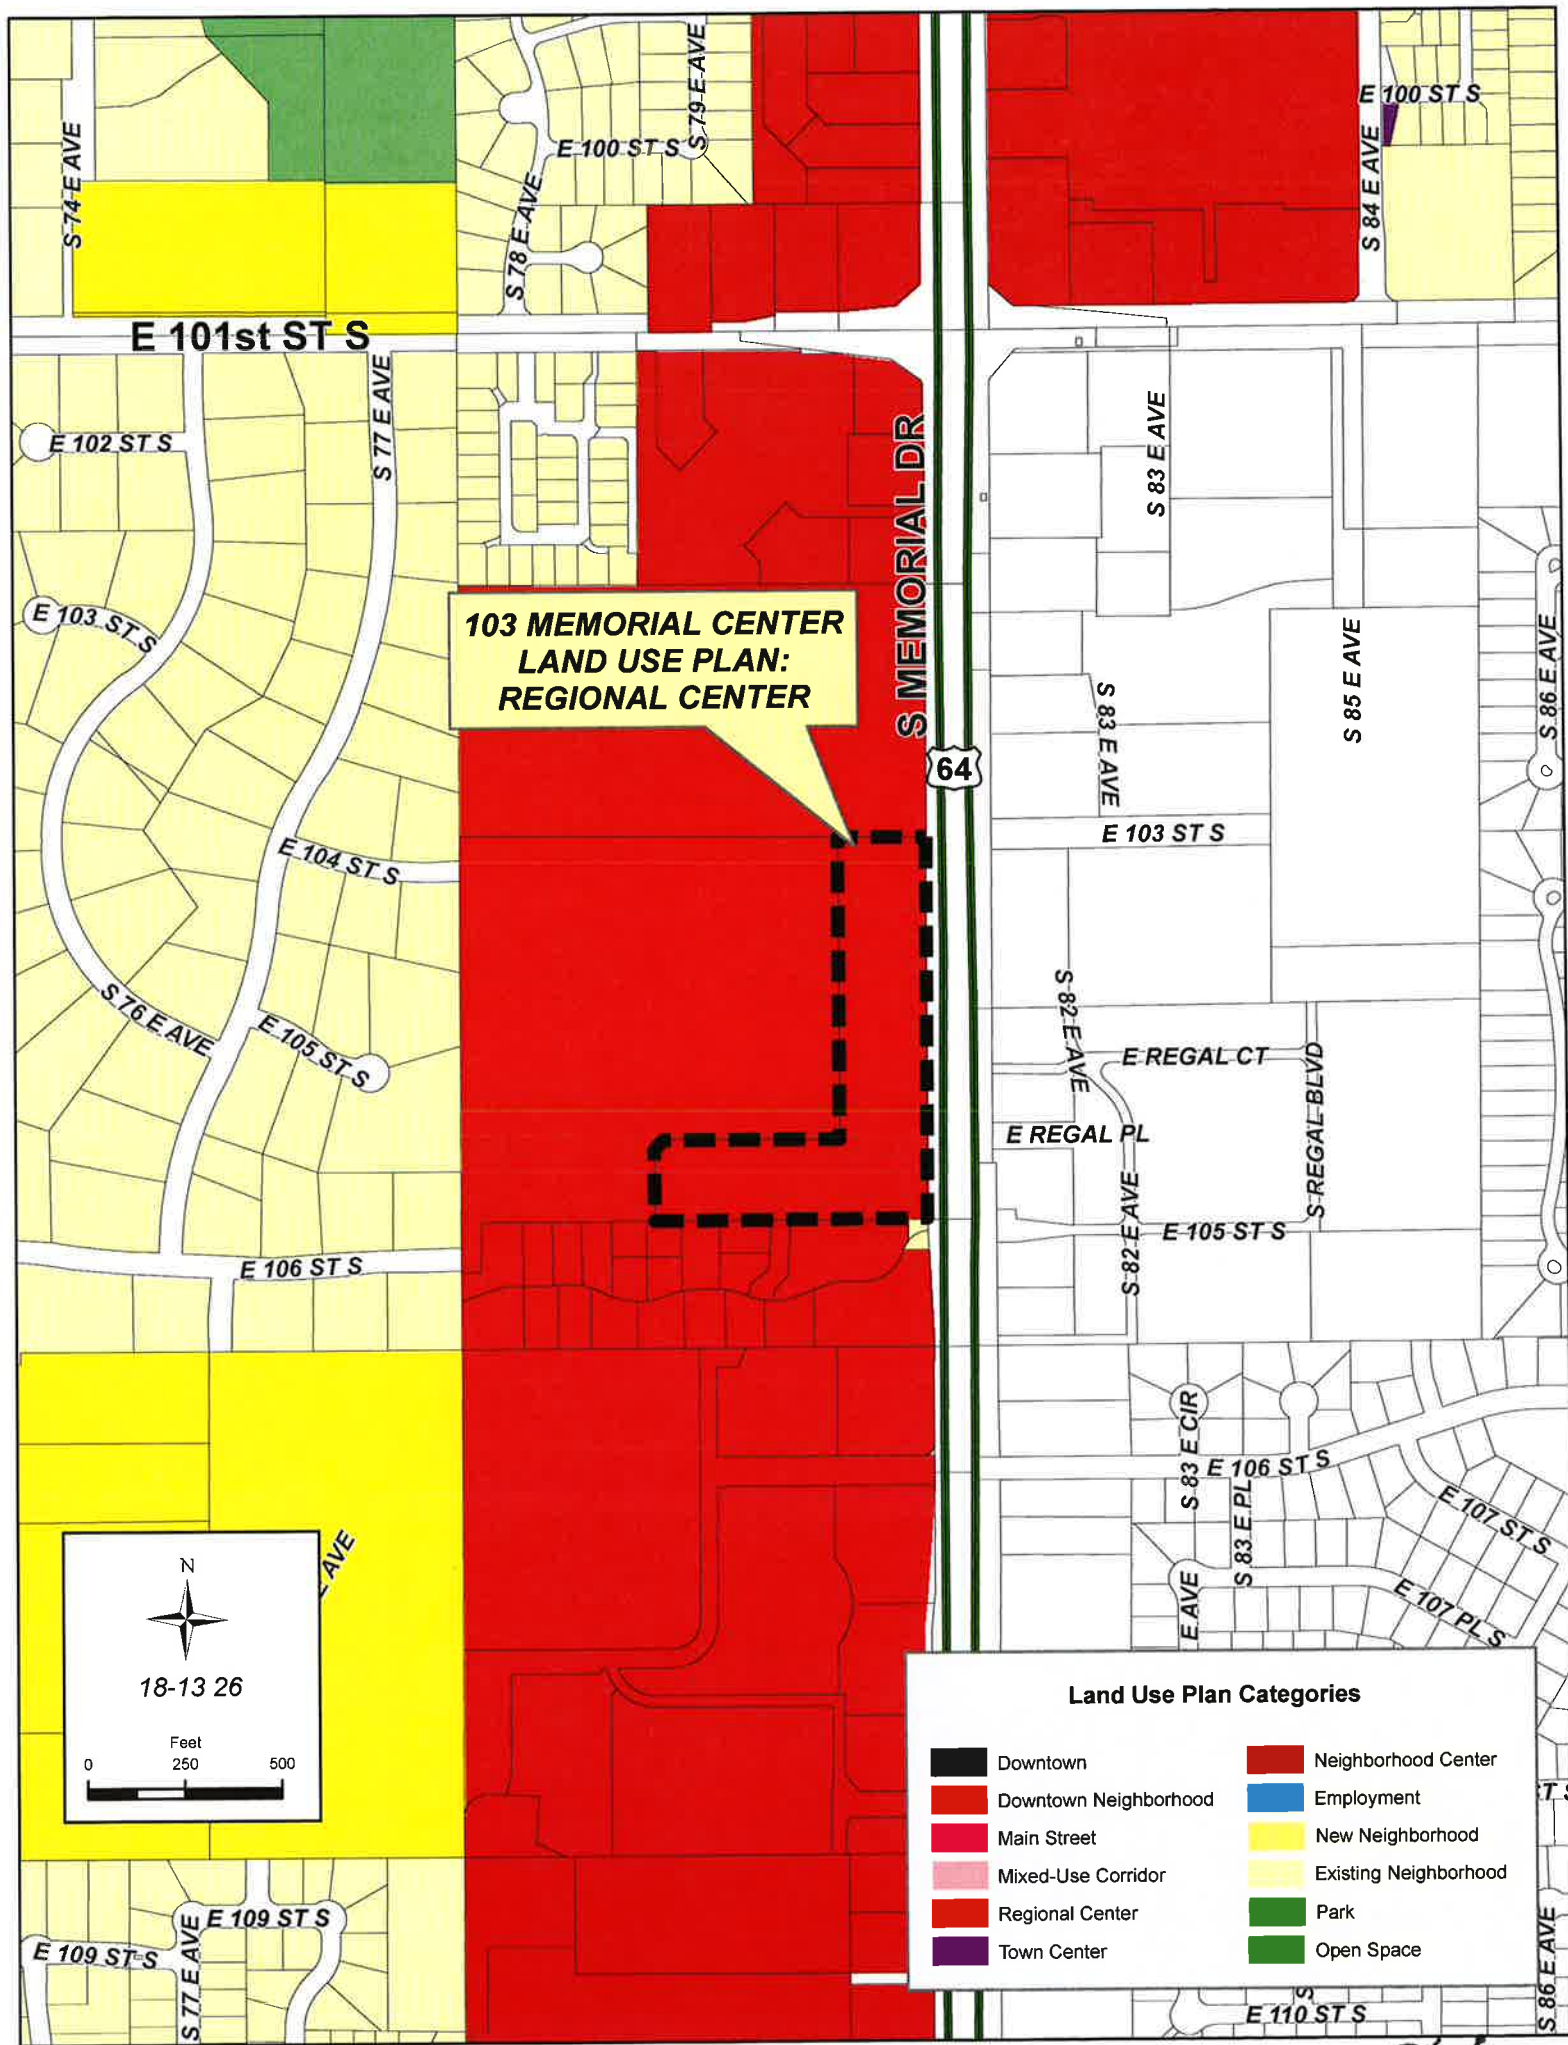 E 100 ST S
S 79 E AVE
E 100 ST S
S 74 E AVE
S 78 E AVE
S 84 E AVE
E 101st ST S
E 102 ST S
S 77 E AVE
S 83 E AVE
S MEMORIAL DR
E 103 ST S
103 MEMORIAL CENTER
LAND USE PLAN:
REGIONAL CENTER
S 83 E AVE
S 85 E AVE
S 86 E AVE
64
E 103 ST S
E 104 ST S
S 76 E AVE
E 105 ST S
S 82 E AVE
E REGAL CT
E REGAL PL
S REGAL BLVD
S 82 E AVE
E 105 ST S
E 106 ST S
S 83 E CIR
E 106 ST S
S 83 E PL
E 107 ST S
E 107 PL S
E AVE
E AVE
N
18-13 26
Feet
0 250 500
Land Use Plan Categories
Downtown
Downtown Neighborhood
Main Street
Mixed-Use Corridor
Regional Center
Town Center
Neighborhood Center
Employment
New Neighborhood
Existing Neighborhood
Park
Open Space
E 109 ST S
E 109 ST S
S 77 E AVE
S 86 E AVE
S
E 110 ST S